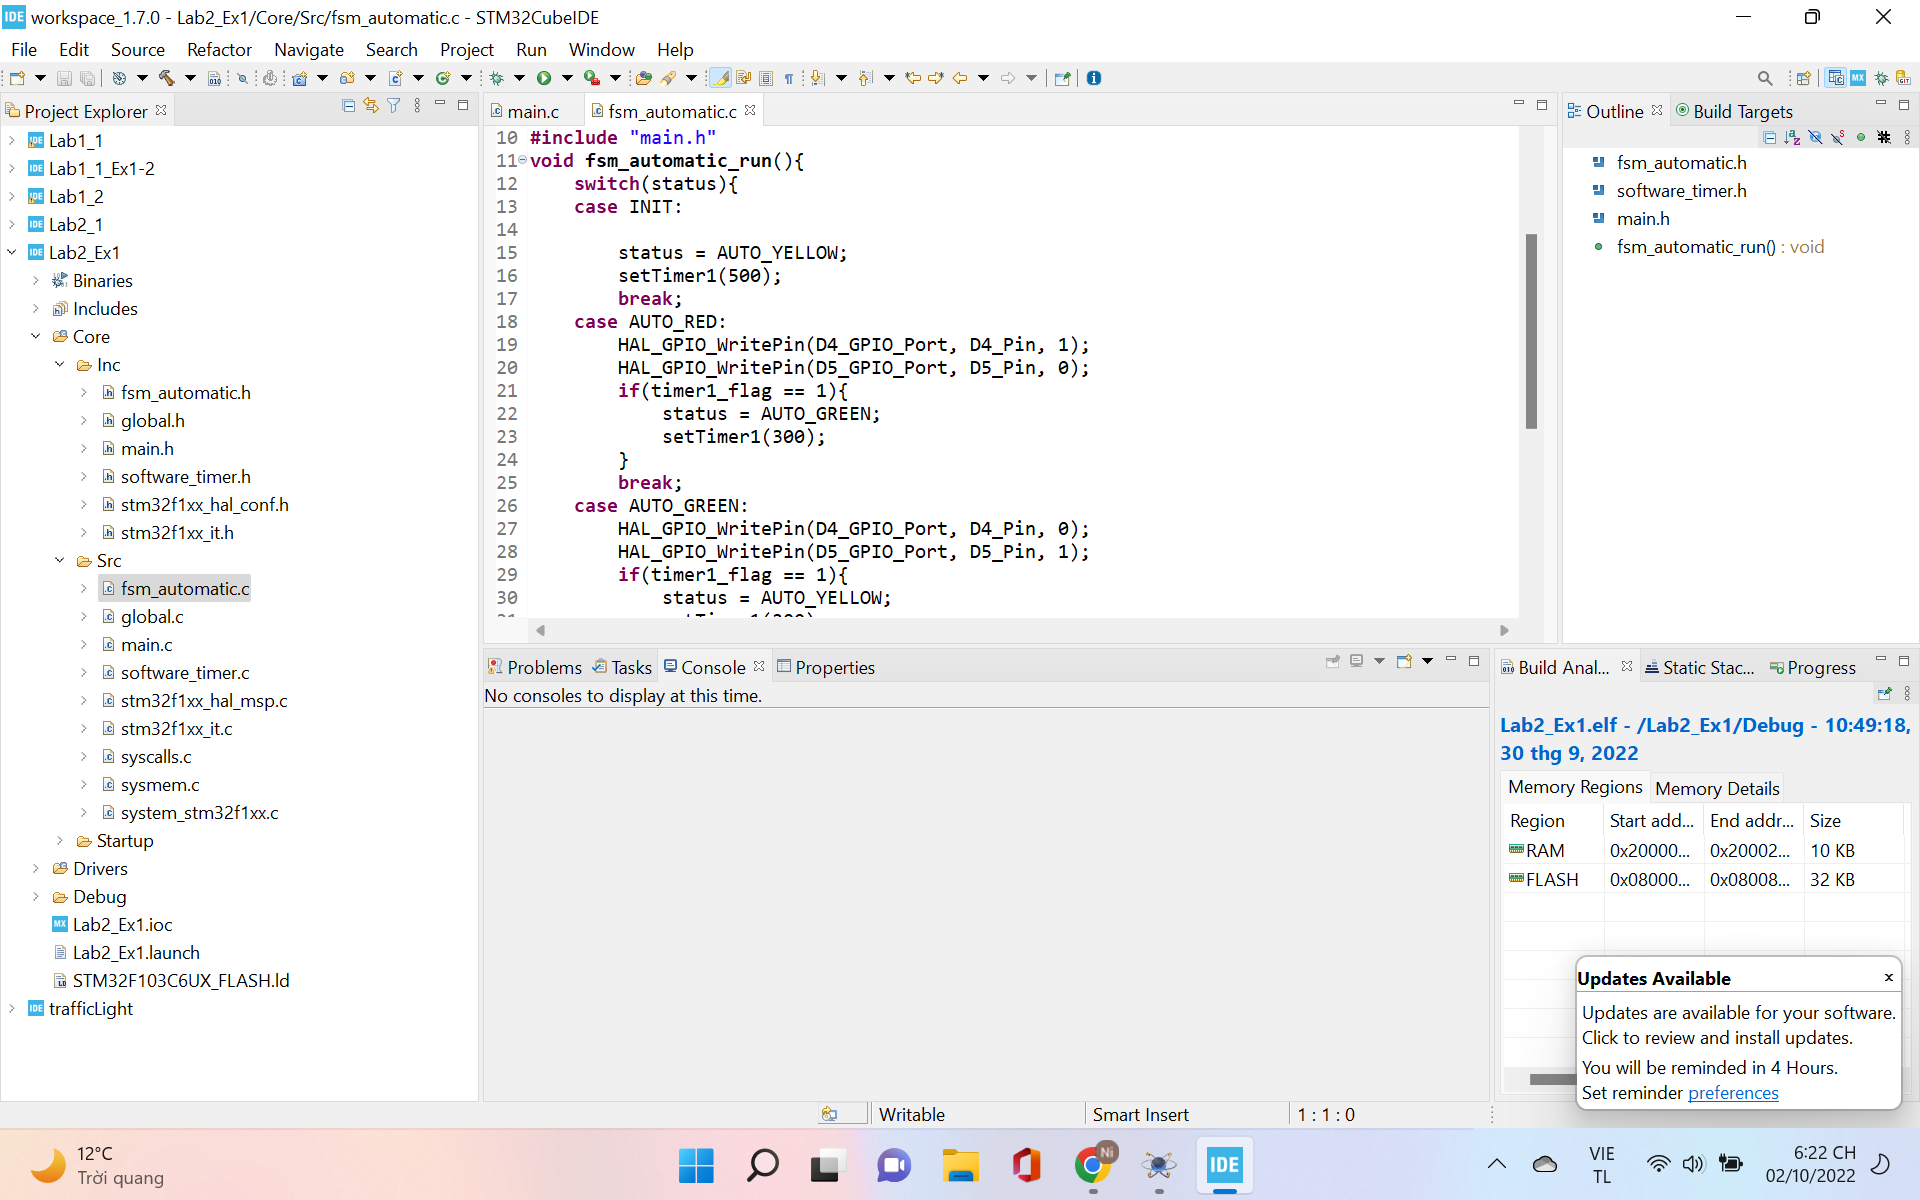 IDE workspace_1.7.0 - Lab2_Ex1/Core/Src/fsm_automatic.c - STM32CubeIDE
File Edit Source Refactor Navigate Search Project Run Window Help
Project Explorer
Lab1_1
Lab1_1_Ex1-2
Lab1_2
Lab2_1
Lab2_Ex1
Binaries
Includes
Core
Inc
fsm_automatic.h
global.h
main.h
software_timer.h
stm32f1xx_hal_conf.h
stm32f1xx_it.h
Src
fsm_automatic.c
global.c
main.c
software_timer.c
stm32f1xx_hal_msp.c
stm32f1xx_it.c
syscalls.c
sysmem.c
system_stm32f1xx.c
Startup
Drivers
Debug
Lab2_Ex1.ioc
Lab2_Ex1.launch
STM32F103C6UX_FLASH.ld
trafficLight
main.c fsm_automatic.c
10 #include "main.h"
11 void fsm_automatic_run(){
12 switch(status){
13 case INIT:
14
15 status = AUTO_YELLOW;
16 setTimer1(500);
17 break;
18 case AUTO_RED:
19 HAL_GPIO_WritePin(D4_GPIO_Port, D4_Pin, 1);
20 HAL_GPIO_WritePin(D5_GPIO_Port, D5_Pin, 0);
21 if(timer1_flag == 1){
22 status = AUTO_GREEN;
23 setTimer1(300);
24 }
25 break;
26 case AUTO_GREEN:
27 HAL_GPIO_WritePin(D4_GPIO_Port, D4_Pin, 0);
28 HAL_GPIO_WritePin(D5_GPIO_Port, D5_Pin, 1);
29 if(timer1_flag == 1){
30 status = AUTO_YELLOW;
Outline Build Targets
fsm_automatic.h
software_timer.h
main.h
fsm_automatic_run() : void
Problems Tasks Console Properties
No consoles to display at this time.
Build Anal... Static Stac... Progress
Lab2_Ex1.elf - /Lab2_Ex1/Debug - 10:49:18,
30 thg 9, 2022
Memory Regions Memory Details
Region Start add... End addr... Size
RAM 0x20000... 0x20002... 10 KB
FLASH 0x08000... 0x08008... 32 KB
Updates Available
Updates are available for your software.
Click to review and install updates.
You will be reminded in 4 Hours.
Set reminder preferences
Writable Smart Insert 1 : 1 : 0
12°C
Trời quang
Ni
IDE
VIE
TL
6:22 CH
02/10/2022